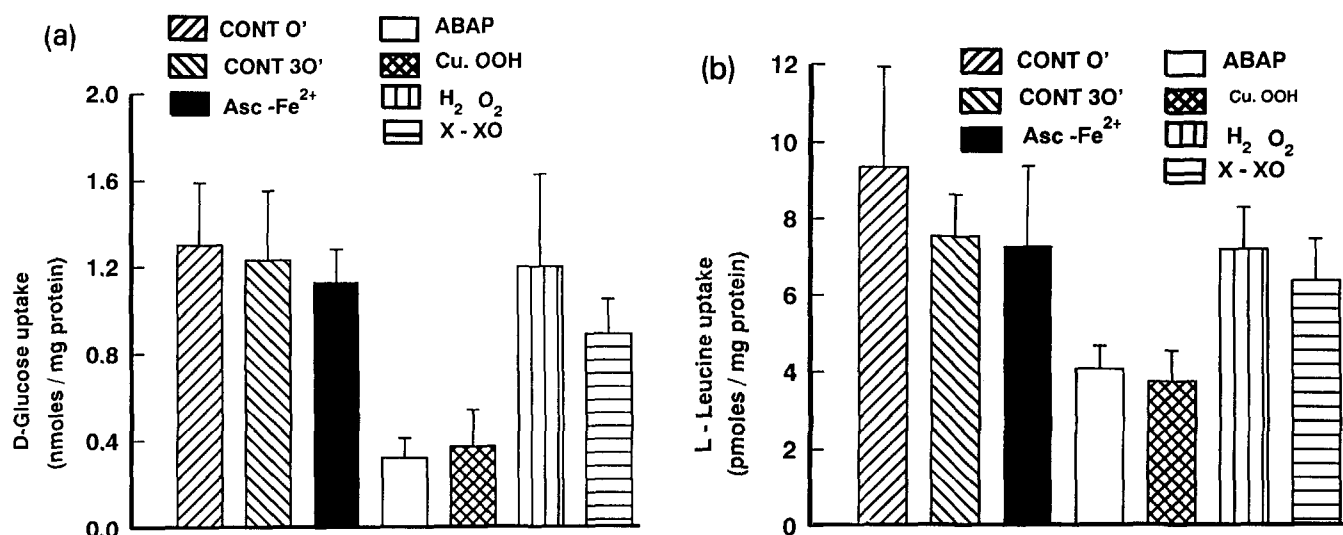 (a)
CONT O'
CONT 3O'
Asc -Fe²⁺
ABAP
Cu. OOH
H₂ O₂
X - XO
2.0
1.6
1.2
0.8
0.4
0.0
D-Glucose uptake
(nmoles / mg protein)
(b)
CONT O'
CONT 3O'
Asc -Fe²⁺
ABAP
Cu. OOH
H₂ O₂
X - XO
12
10
8
6
4
2
0
L - Leucine uptake
(pmoles / mg protein)